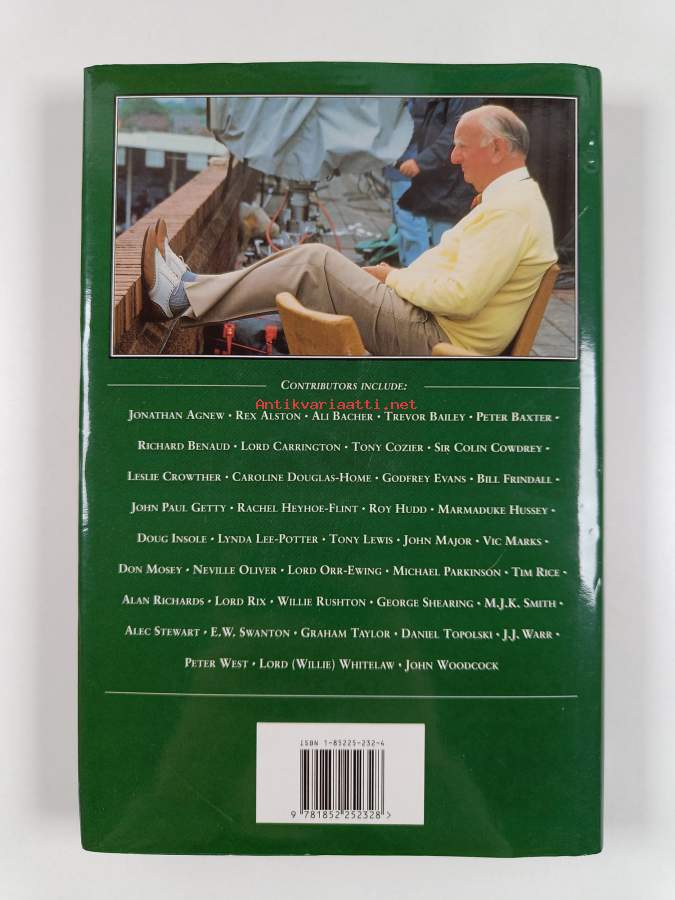 CONTRIBUTORS INCLUDE:
Antikvariaatti.net
JONATHAN AGNEW · REX ALSTON · ALI BACHER · TREVOR BAILEY · PETER BAXTER ·
RICHARD BENAUD · LORD CARRINGTON · TONY COZIER · SIR COLIN COWDREY ·
LESLIE CROWTHER · CAROLINE DOUGLAS-HOME · GODFREY EVANS · BILL FRINDALL ·
JOHN PAUL GETTY · RACHEL HEYHOE-FLINT · ROY HUDD · MARMADUKE HUSSEY ·
DOUG INSOLE · LYNDA LEE-POTTER · TONY LEWIS · JOHN MAJOR · VIC MARKS ·
DON MOSEY · NEVILLE OLIVER · LORD ORR-EWING · MICHAEL PARKINSON · TIM RICE ·
ALAN RICHARDS · LORD RIX · WILLIE RUSHTON · GEORGE SHEARING · M.J.K. SMITH ·
ALEC STEWART · E.W. SWANTON · GRAHAM TAYLOR · DANIEL TOPOLSKI · J.J. WARR ·
PETER WEST · LORD (WILLIE) WHITELAW · JOHN WOODCOCK
ISBN 1-85225-232-4
9 781852 252328 >